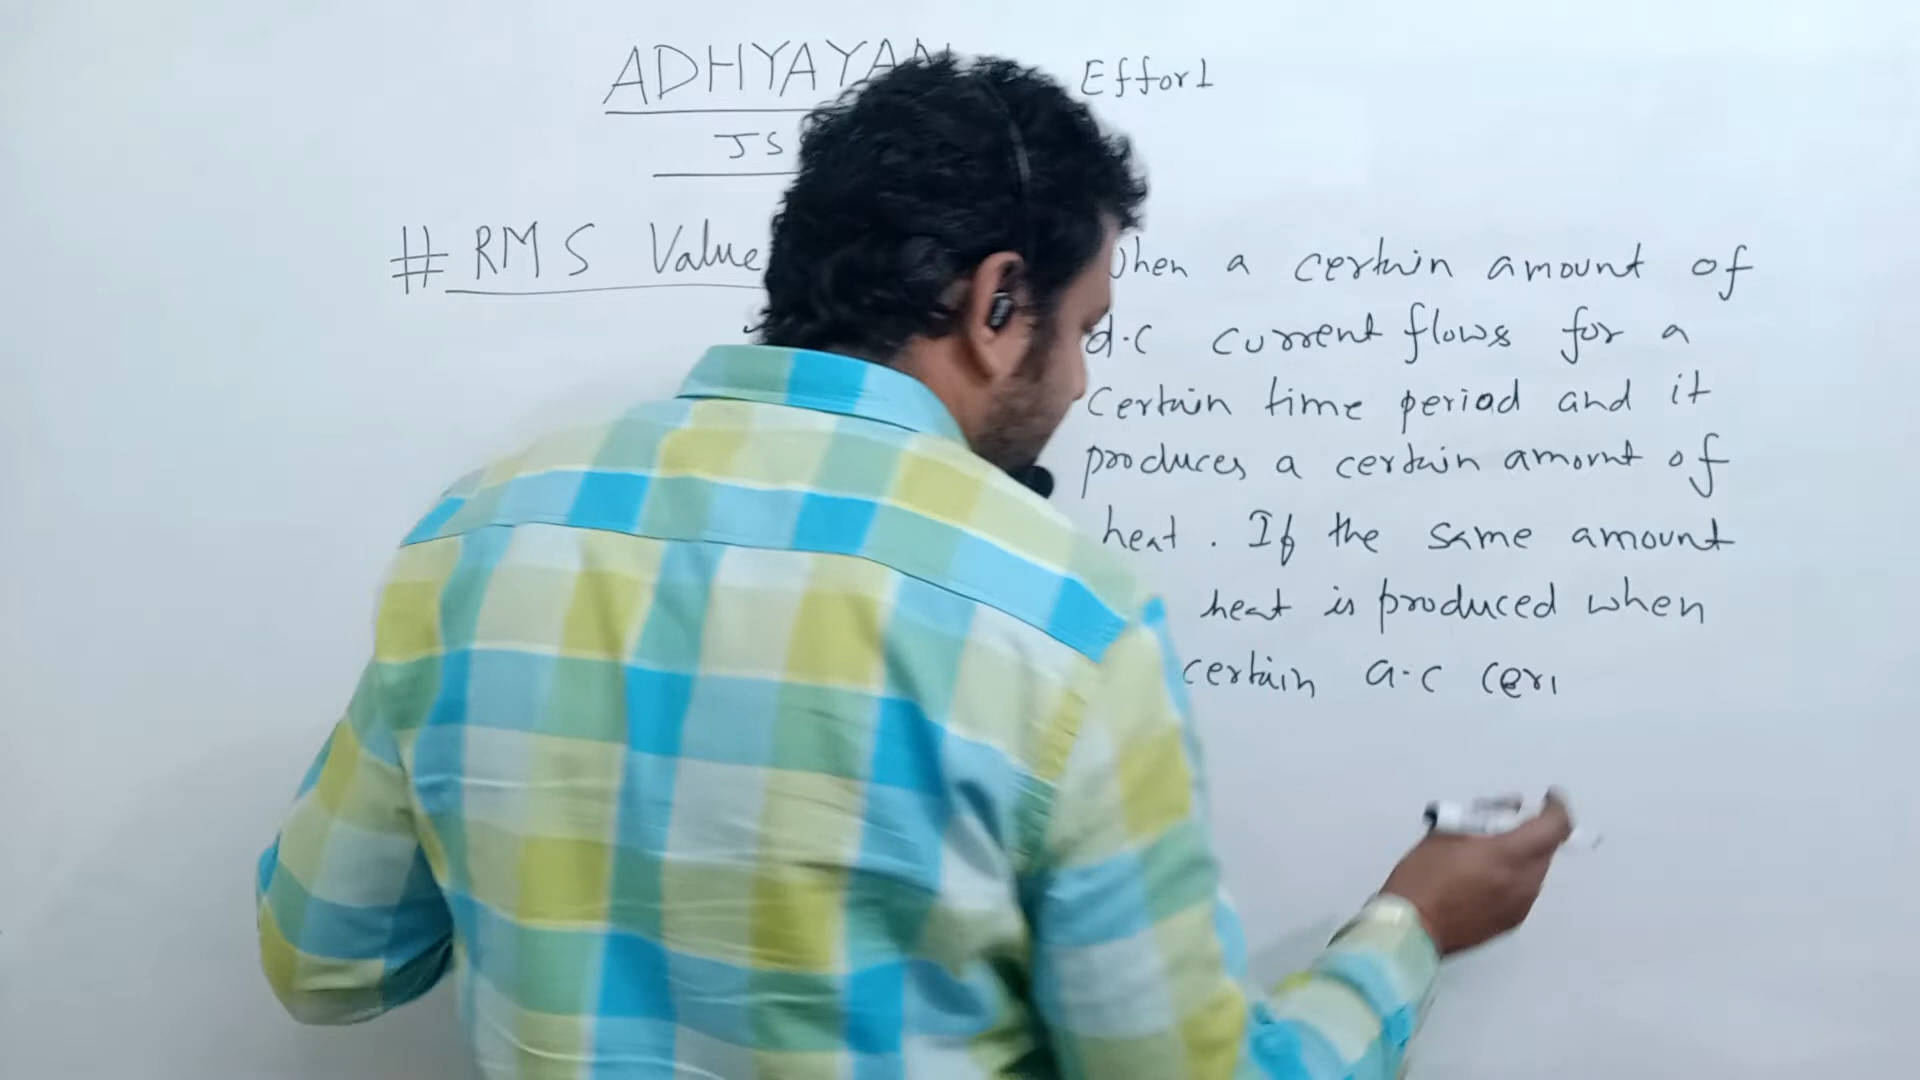 ADHYAYAN Effort
JS
# RMS Value
When a certain amount of
d.c current flows for a
certain time period and it
produces a certain amount of
heat. If the same amount
heat is produced when
certain a.c